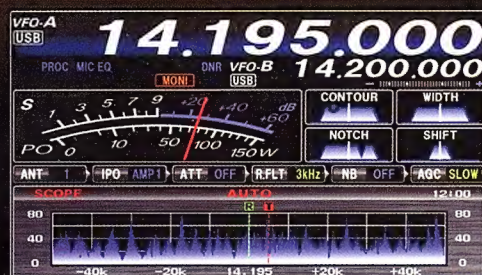 VFO-A
USB
14.195.000
PROC MIC EQ DNR VFO-B
MONI USB 14.200.000
S 1 3 5 7 9 +20 +40 +60 dB
PO 0 10 50 100 150 W
CONTOUR WIDTH
NOTCH SHIFT
ANT 1 IPO AMP1 ATT OFF R.FLT 3kHz NB OFF AGC SLOW
SCOPE AUTO 12:00
R T
80 80
40 40
0 0
-40k -20k 14.195 +20k +40k